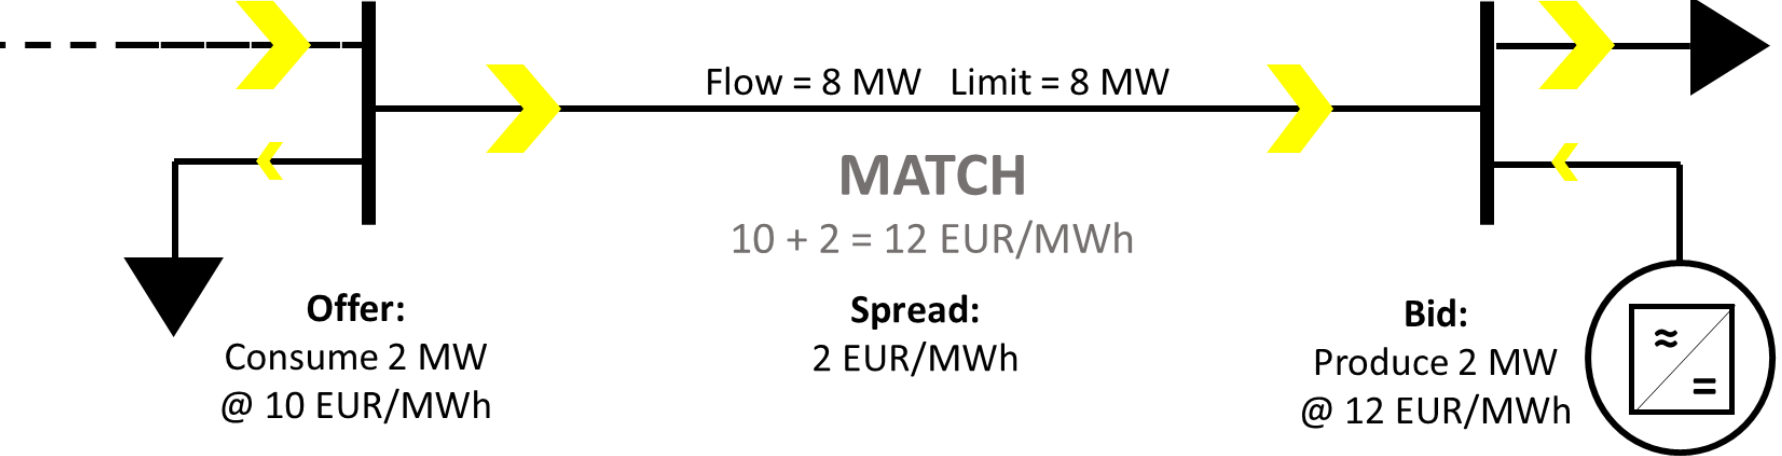 Flow = 8 MW   Limit = 8 MW
MATCH
10 + 2 = 12 EUR/MWh
Offer:
Consume 2 MW
@ 10 EUR/MWh
Spread:
2 EUR/MWh
Bid:
Produce 2 MW
@ 12 EUR/MWh
≈
=